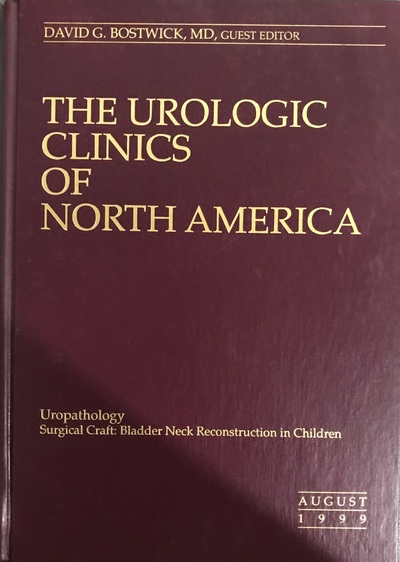 DAVID G. BOSTWICK, MD, GUEST EDITOR
THE UROLOGIC
CLINICS
OF
NORTH AMERICA
Uropathology
Surgical Craft: Bladder Neck Reconstruction in Children
AUGUST
1999